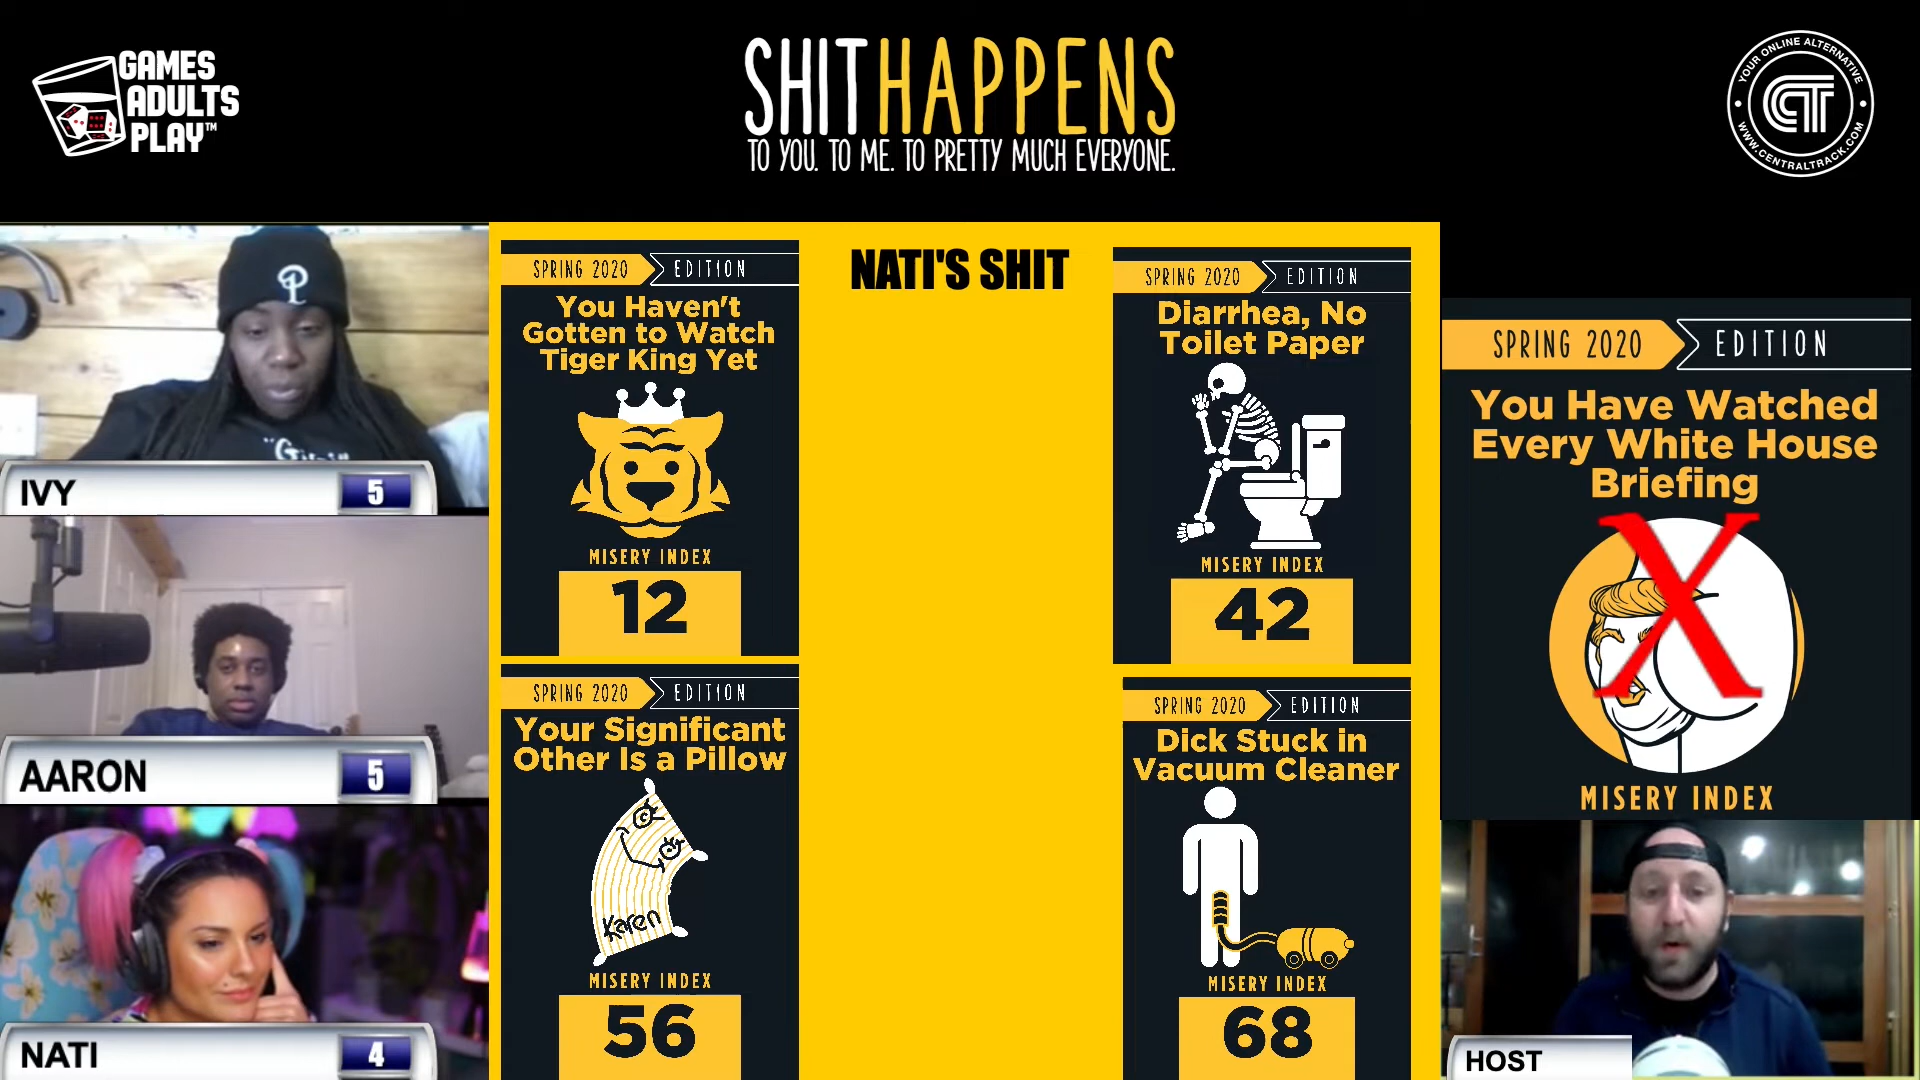 GAMES
ADULTS
PLAY™
SHIT HAPPENS
TO YOU. TO ME. TO PRETTY MUCH EVERYONE.
YOUR ONLINE ALTERNATIVE
CT
WWW.CENTRALTRACK.COM
IVY 5
AARON 5
NATI 4
NATI'S SHIT
SPRING 2020 EDITION
You Haven't
Gotten to Watch
Tiger King Yet
MISERY INDEX
12
SPRING 2020 EDITION
Diarrhea, No
Toilet Paper
MISERY INDEX
42
SPRING 2020 EDITION
Your Significant
Other Is a Pillow
Karen
MISERY INDEX
56
SPRING 2020 EDITION
Dick Stuck in
Vacuum Cleaner
MISERY INDEX
68
SPRING 2020 EDITION
You Have Watched
Every White House
Briefing
X
MISERY INDEX
HOST